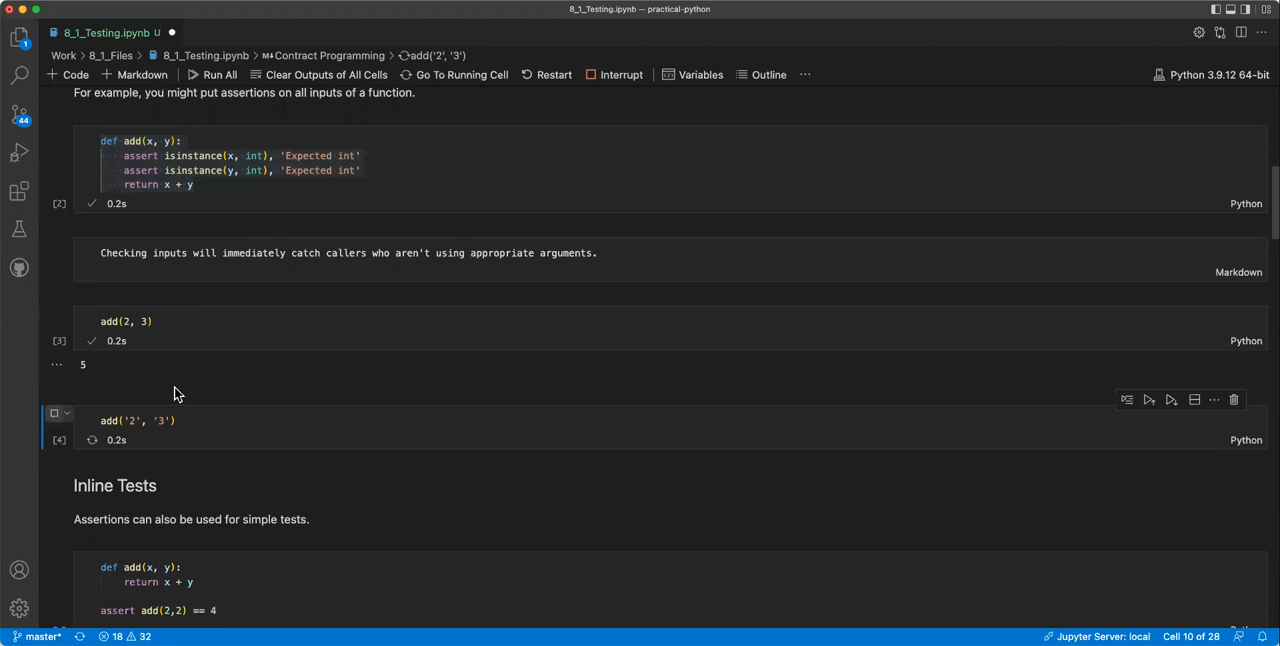 8_1_Testing.ipynb — practical-python
8_1_Testing.ipynb U
Work > 8_1_Files > 8_1_Testing.ipynb > M↓Contract Programming > add('2', '3')
+ Code + Markdown | Run All Clear Outputs of All Cells Go To Running Cell Restart Interrupt | Variables Outline ... Python 3.9.12 64-bit
1
For example, you might put assertions on all inputs of a function.
44
def add(x, y):
assert isinstance(x, int), 'Expected int'
assert isinstance(y, int), 'Expected int'
return x + y
[2] 0.2s Python
Checking inputs will immediately catch callers who aren't using appropriate arguments.
Markdown
add(2, 3)
[3] 0.2s Python
5
add('2', '3')
[4] 0.2s Python
Inline Tests
Assertions can also be used for simple tests.
def add(x, y):
return x + y
assert add(2,2) == 4
master* 18 32 Jupyter Server: local Cell 10 of 28